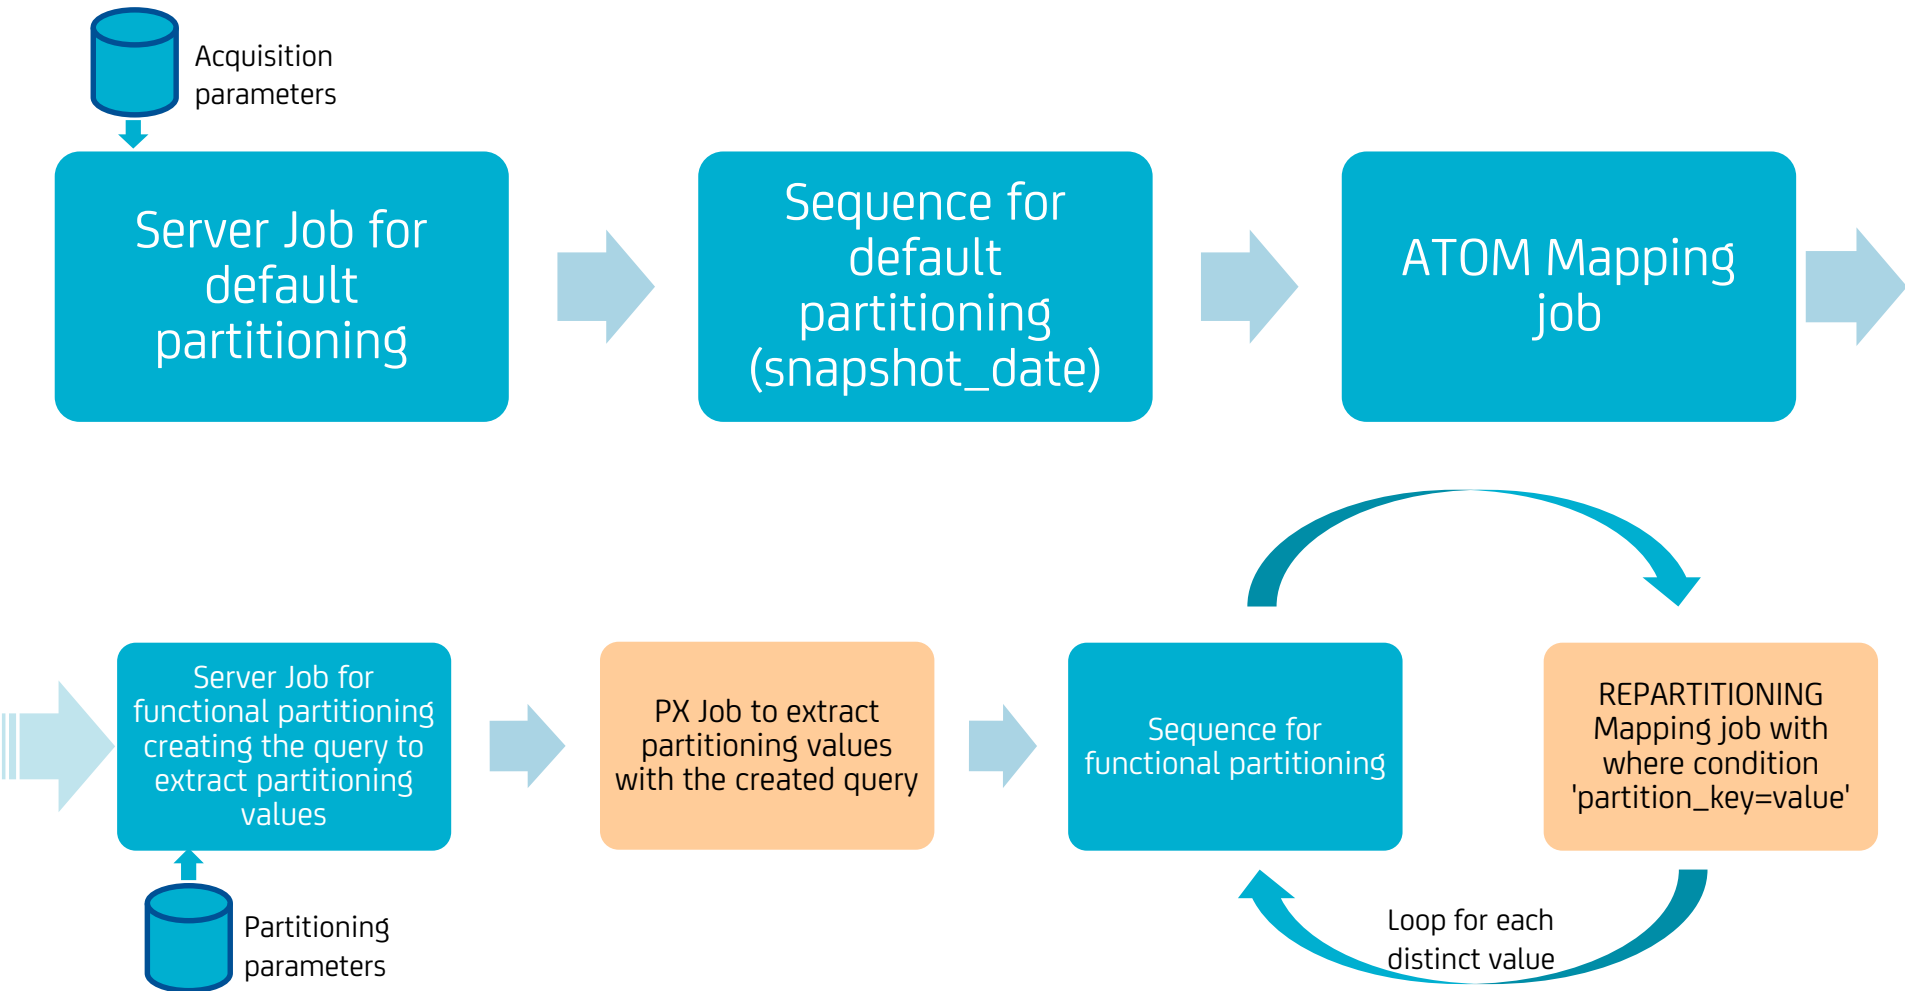 Acquisition
parameters
Server Job for
default
partitioning
Sequence for
default
partitioning
(snapshot_date)
ATOM Mapping
job
Server Job for
functional partitioning
creating the query to
extract partitioning
values
PX Job to extract
partitioning values
with the created query
Sequence for
functional partitioning
REPARTITIONING
Mapping job with
where condition
'partition_key=value'
Partitioning
parameters
Loop for each
distinct value